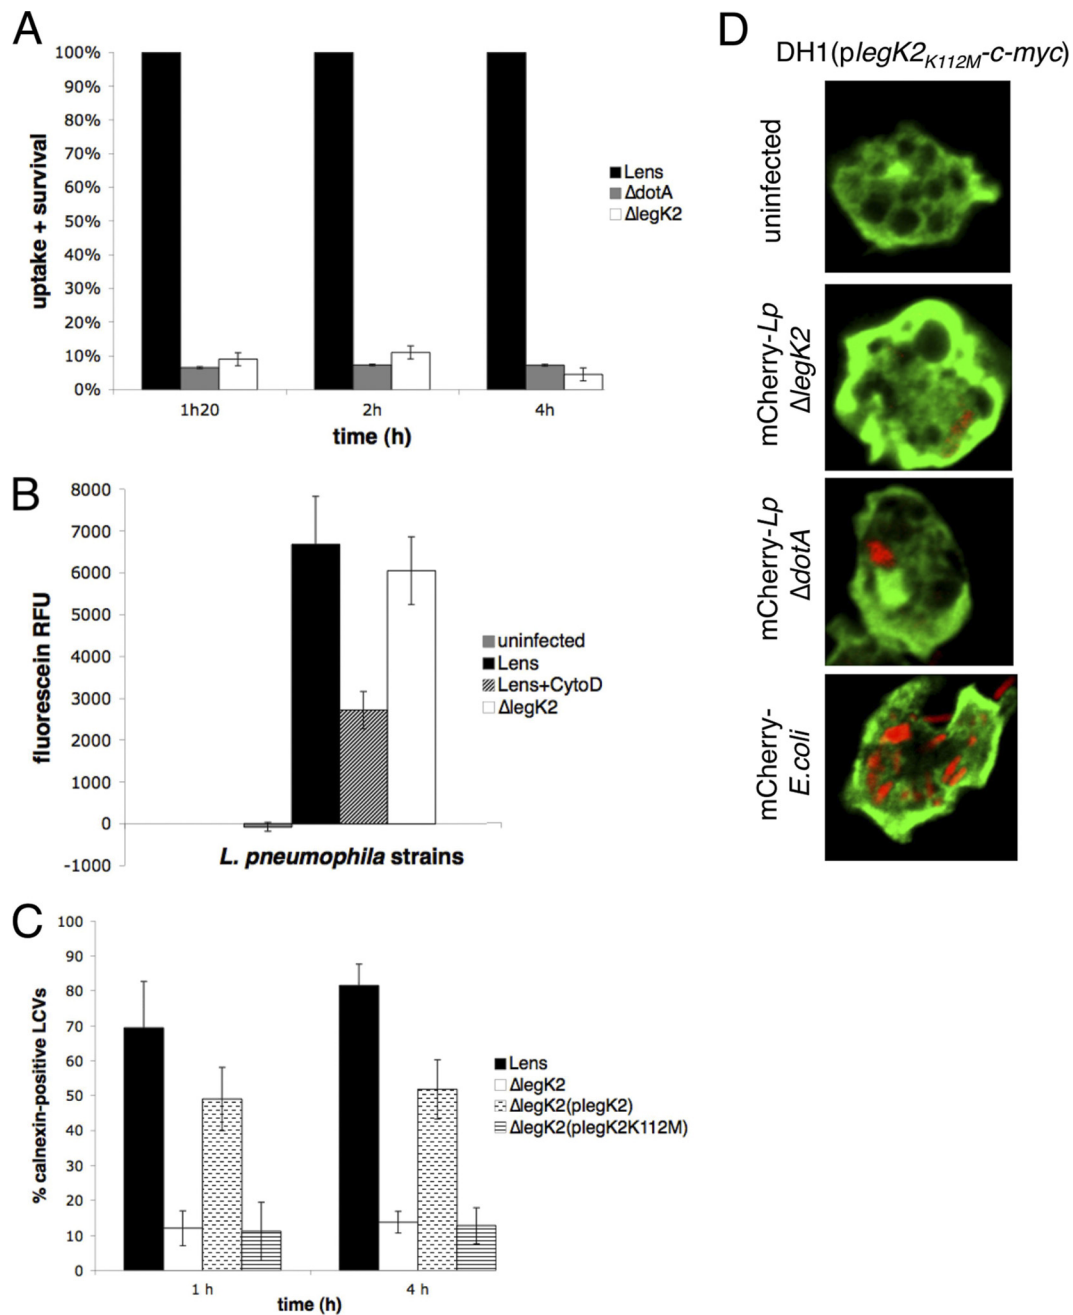 A
100%
90%
80%
70%
60%
50%
40%
30%
20%
10%
0%
uptake + survival
1h20
2h
4h
time (h)
Lens
ΔdotA
ΔlegK2
B
8000
7000
6000
5000
4000
3000
2000
1000
0
-1000
fluorescein RFU
L. pneumophila strains
uninfected
Lens
Lens+CytoD
ΔlegK2
C
100
90
80
70
60
50
40
30
20
10
0
% calnexin-positive LCVs
1 h
4 h
time (h)
Lens
ΔlegK2
ΔlegK2(plegK2)
ΔlegK2(plegK2K112M)
D
DH1(plegK2K112M-c-myc)
uninfected
mCherry-Lp
ΔlegK2
mCherry-Lp
ΔdotA
mCherry-
E.coli